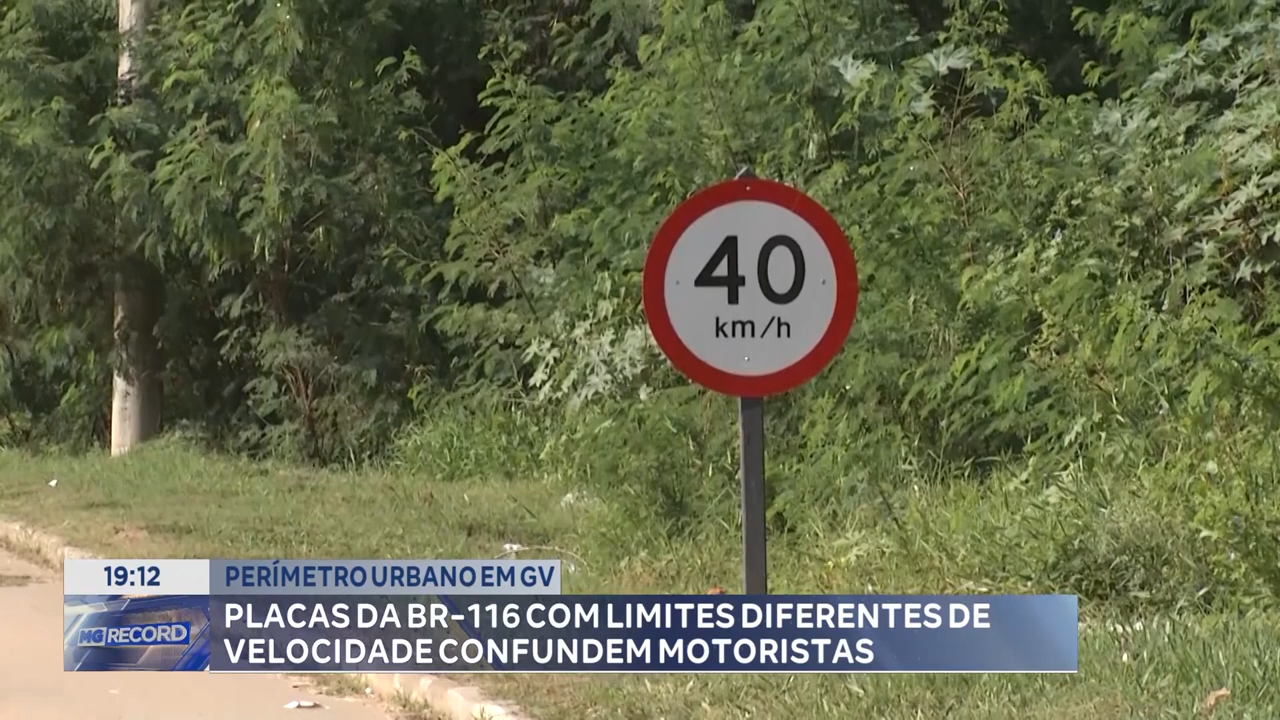 40
km/h
19:12
PERÍMETRO URBANO EM GV
MG RECORD
PLACAS DA BR-116 COM LIMITES DIFERENTES DE
VELOCIDADE CONFUNDEM MOTORISTAS